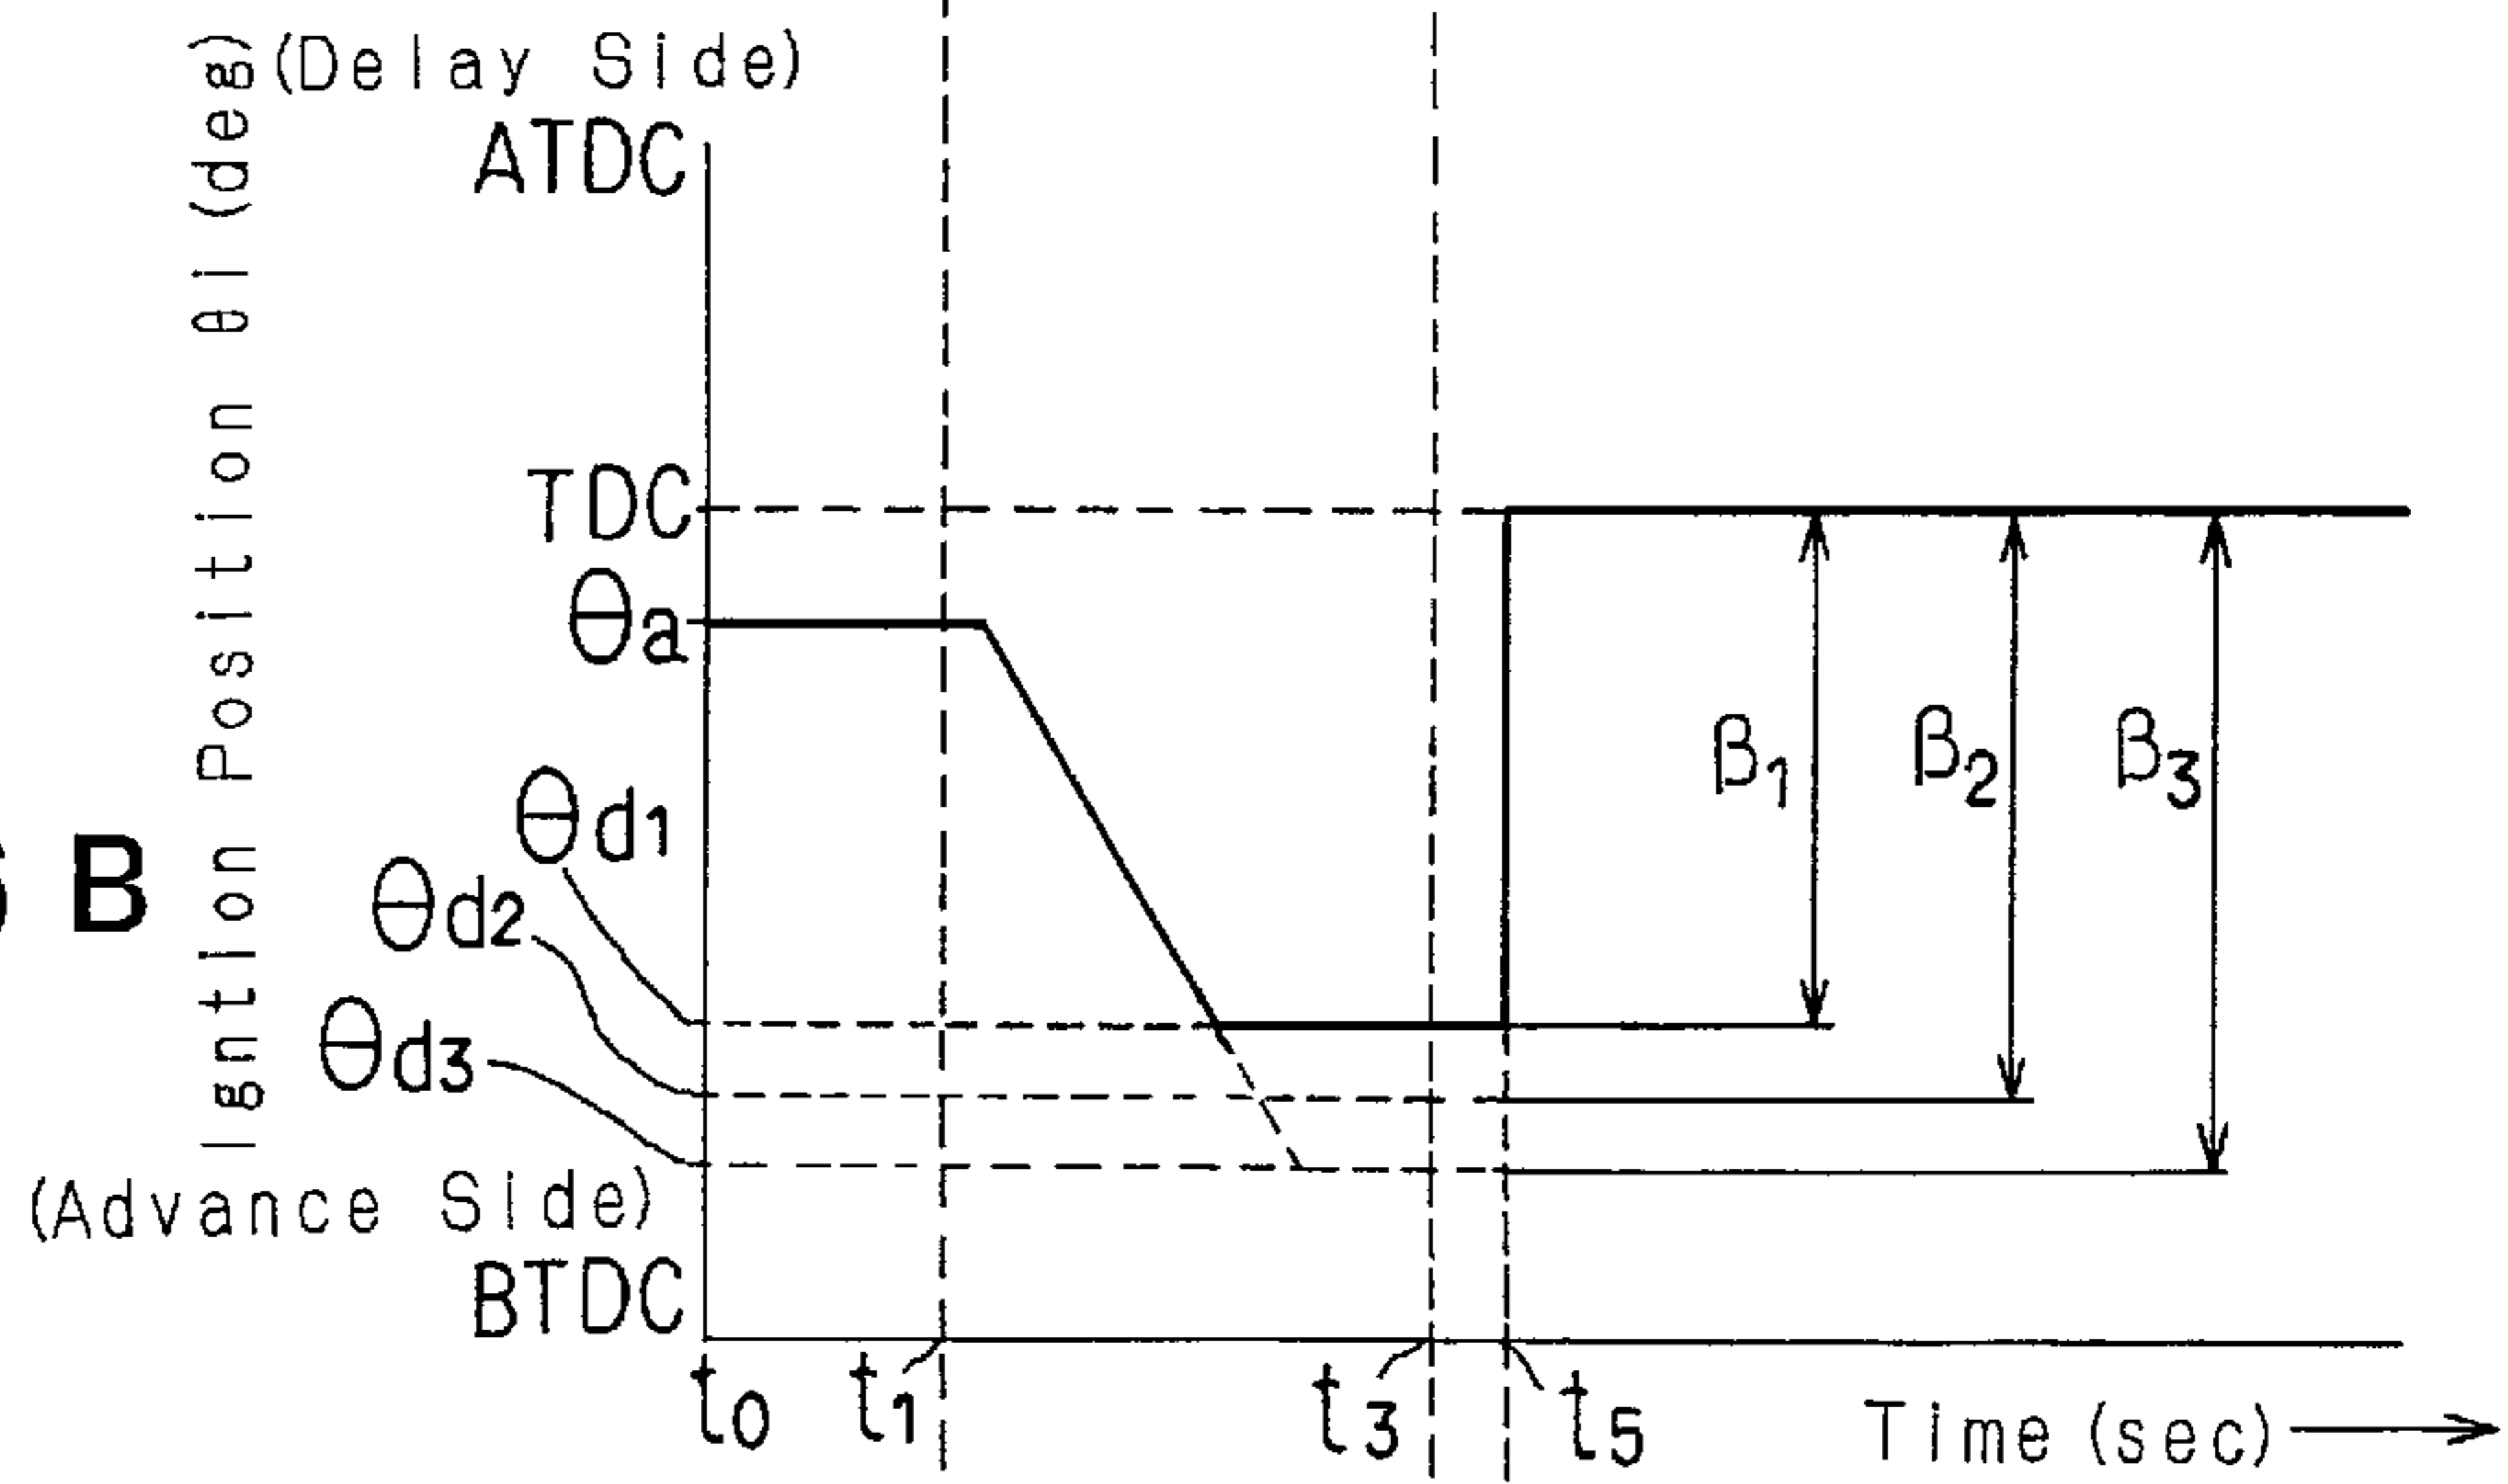 (Delay Side)
ATDC
TDC
θa
θd1
θd2
θd3
(Advance Side)
BTDC
Igntion Position θi (deg)
B
β1
β2
β3
t0
t1
t3
t5
Time (sec)